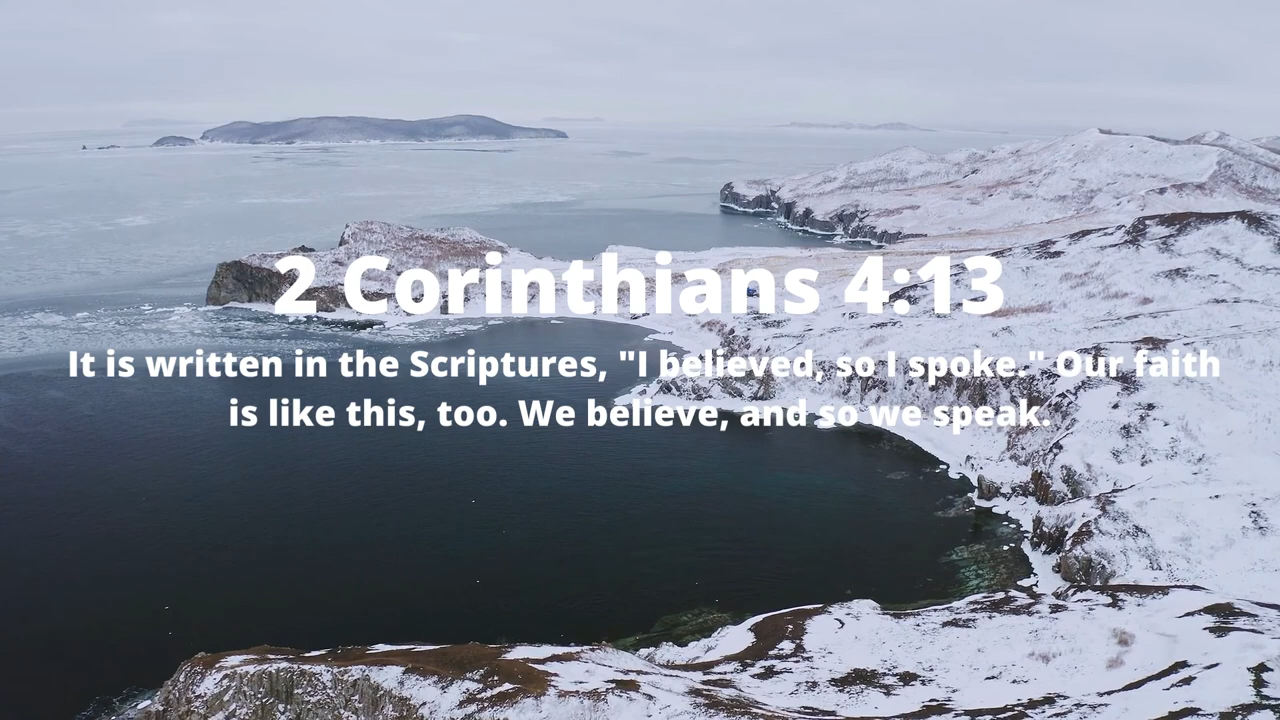 2 Corinthians 4:13
It is written in the Scriptures, "I believed, so I spoke." Our faith
is like this, too. We believe, and so we speak.